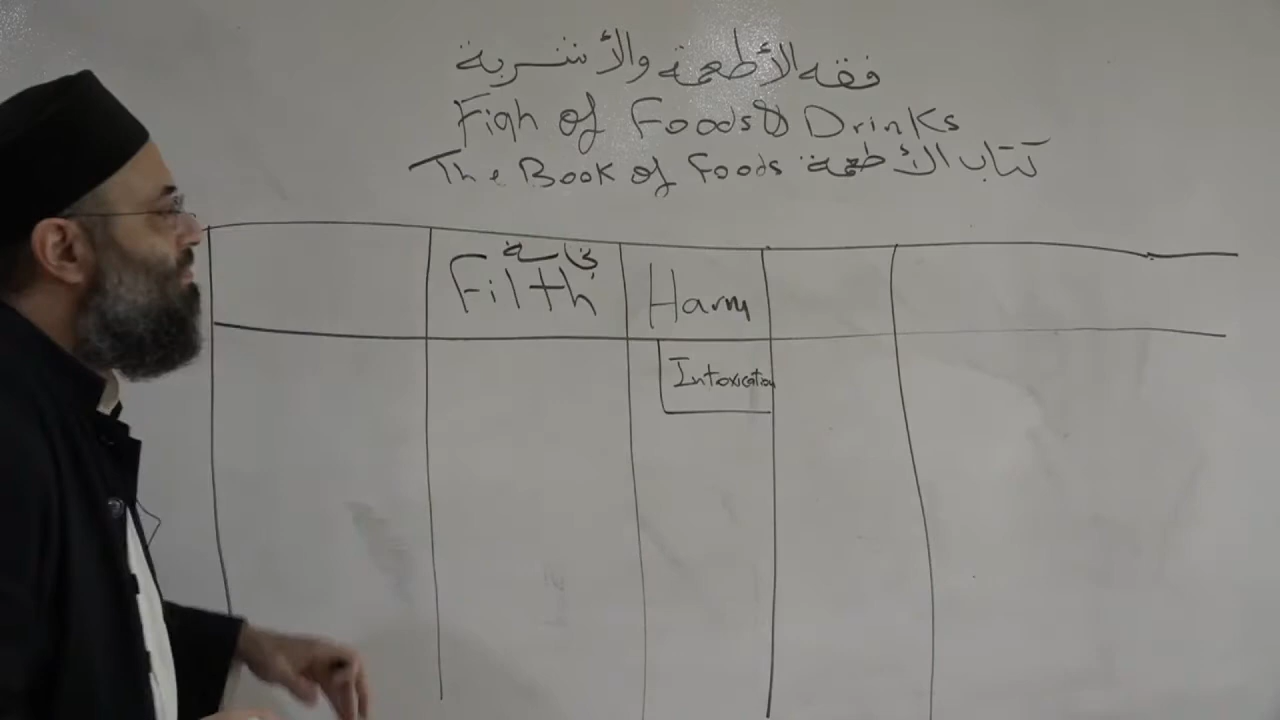 فقه الأطعمة والأشربة
Fiqh of Foods & Drinks
The Book of Foods كتاب الأطعمة
نجاسة
Filth
Harm
Intoxication